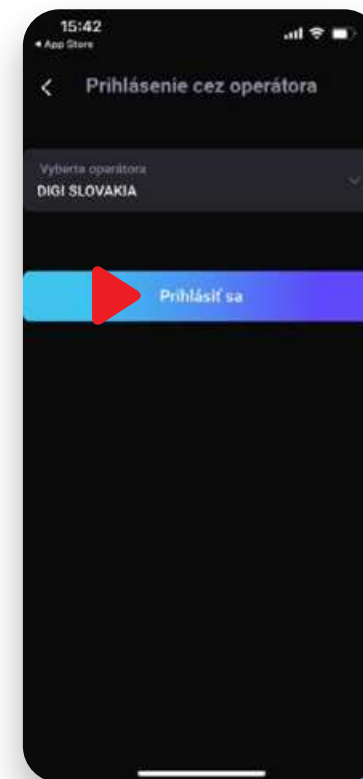 15:42
App Store
Prihlásenie cez operátora
Vyberte operátora
DIGI SLOVAKIA
Prihlásiť sa